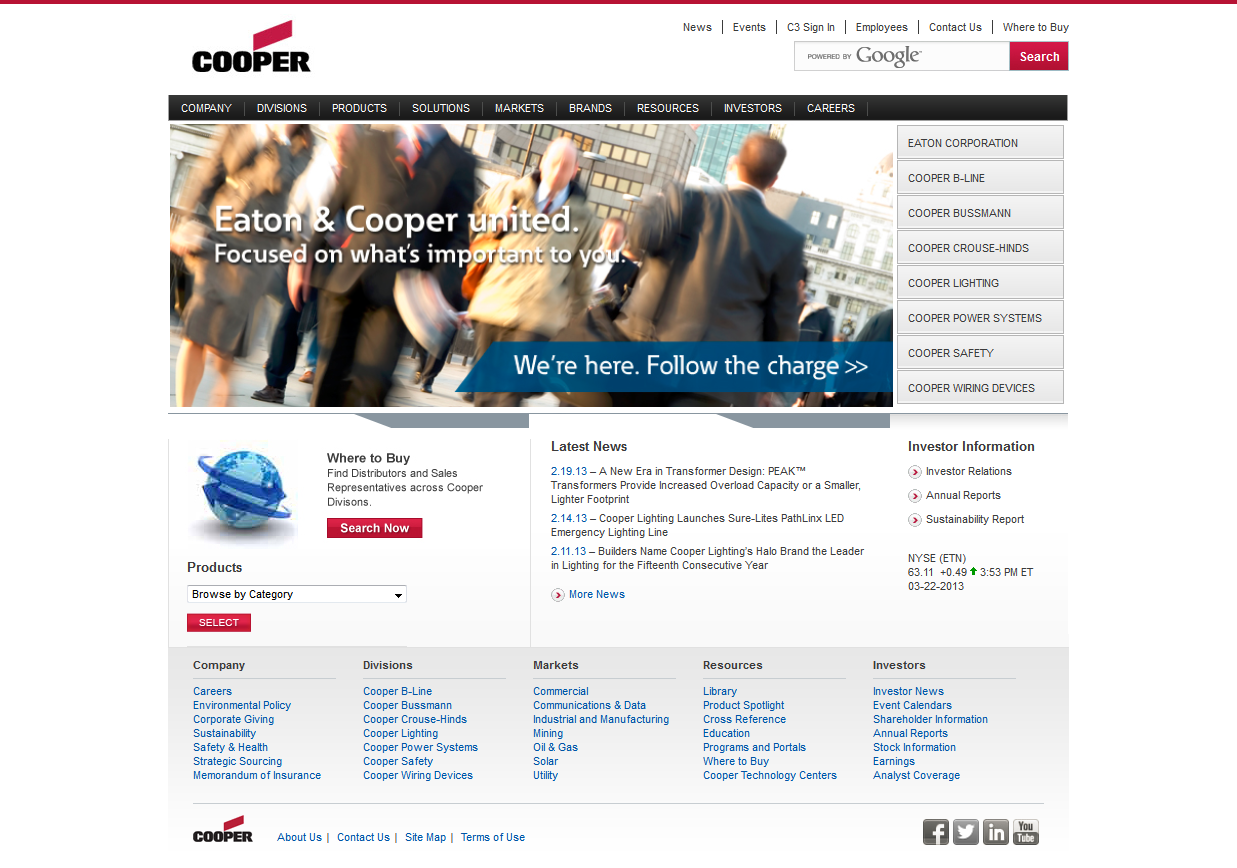 COOPER
News
Events
C3 Sign In
Employees
Contact Us
Where to Buy
POWERED BY Google™
Search
COMPANY
DIVISIONS
PRODUCTS
SOLUTIONS
MARKETS
BRANDS
RESOURCES
INVESTORS
CAREERS
Eaton & Cooper united.
Focused on what's important to you.
We're here. Follow the charge >>
EATON CORPORATION
COOPER B-LINE
COOPER BUSSMANN
COOPER CROUSE-HINDS
COOPER LIGHTING
COOPER POWER SYSTEMS
COOPER SAFETY
COOPER WIRING DEVICES
Where to Buy
Find Distributors and Sales
Representatives across Cooper
Divisons.
Search Now
Products
Browse by Category
SELECT
Latest News
2.19.13 – A New Era in Transformer Design: PEAK™
Transformers Provide Increased Overload Capacity or a Smaller,
Lighter Footprint
2.14.13 – Cooper Lighting Launches Sure-Lites PathLinx LED
Emergency Lighting Line
2.11.13 – Builders Name Cooper Lighting's Halo Brand the Leader
in Lighting for the Fifteenth Consecutive Year
More News
Investor Information
Investor Relations
Annual Reports
Sustainability Report
NYSE (ETN)
63.11 +0.49 3:53 PM ET
03-22-2013
Company
Careers
Environmental Policy
Corporate Giving
Sustainability
Safety & Health
Strategic Sourcing
Memorandum of Insurance
Divisions
Cooper B-Line
Cooper Bussmann
Cooper Crouse-Hinds
Cooper Lighting
Cooper Power Systems
Cooper Safety
Cooper Wiring Devices
Markets
Commercial
Communications & Data
Industrial and Manufacturing
Mining
Oil & Gas
Solar
Utility
Resources
Library
Product Spotlight
Cross Reference
Education
Programs and Portals
Where to Buy
Cooper Technology Centers
Investors
Investor News
Event Calendars
Shareholder Information
Annual Reports
Stock Information
Earnings
Analyst Coverage
COOPER
About Us | Contact Us | Site Map | Terms of Use
You
Tube